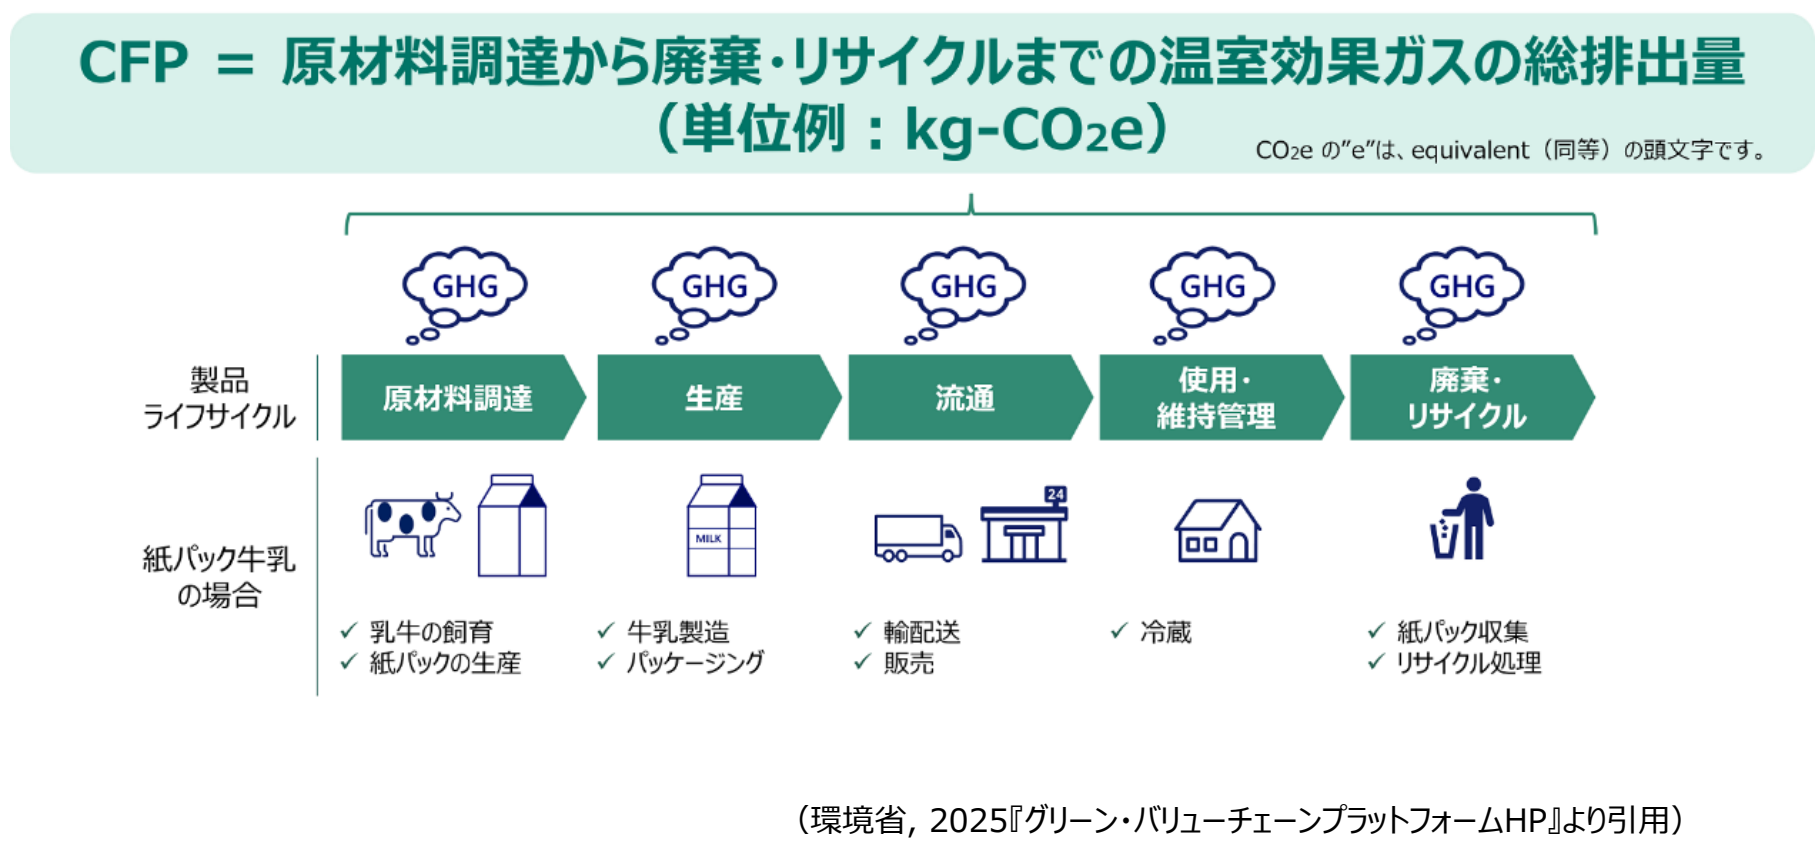 CFP = 原材料調達から廃棄・リサイクルまでの温室効果ガスの総排出量
（単位例：kg-CO2e）
CO2e の"e"は、equivalent（同等）の頭文字です。
GHG
GHG
GHG
GHG
GHG
製品
ライフサイクル
原材料調達
生産
流通
使用・
維持管理
廃棄・
リサイクル
紙パック牛乳
の場合
MILK
24
✓ 乳牛の飼育
✓ 紙パックの生産
✓ 牛乳製造
✓ パッケージング
✓ 輸配送
✓ 販売
✓ 冷蔵
✓ 紙パック収集
✓ リサイクル処理
（環境省, 2025『グリーン・バリューチェーンプラットフォームHP』より引用）